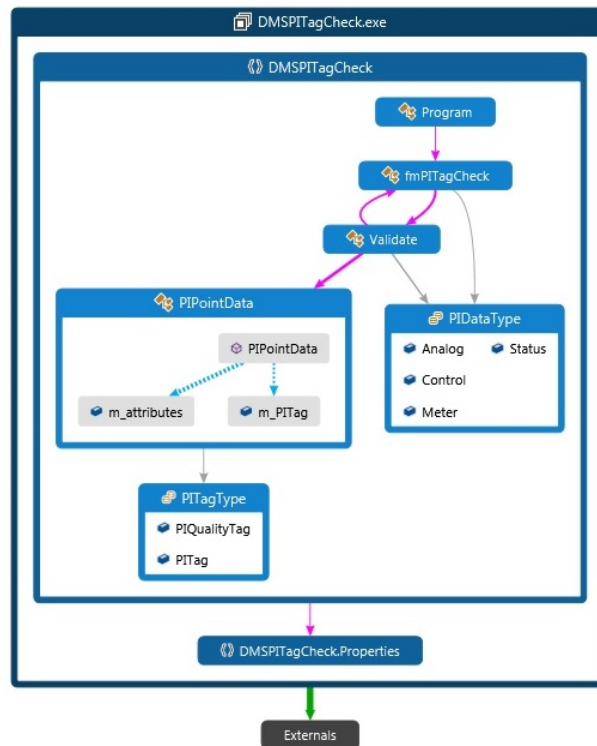 DMSPITagCheck.exe
DMSPITagCheck
Program
fmPITagCheck
Validate
PIPointData
PIDataType
PIPointData
Analog Status
m_attributes m_PITag
Control
Meter
PITagType
PIQualityTag
PITag
DMSPITagCheck.Properties
Externals